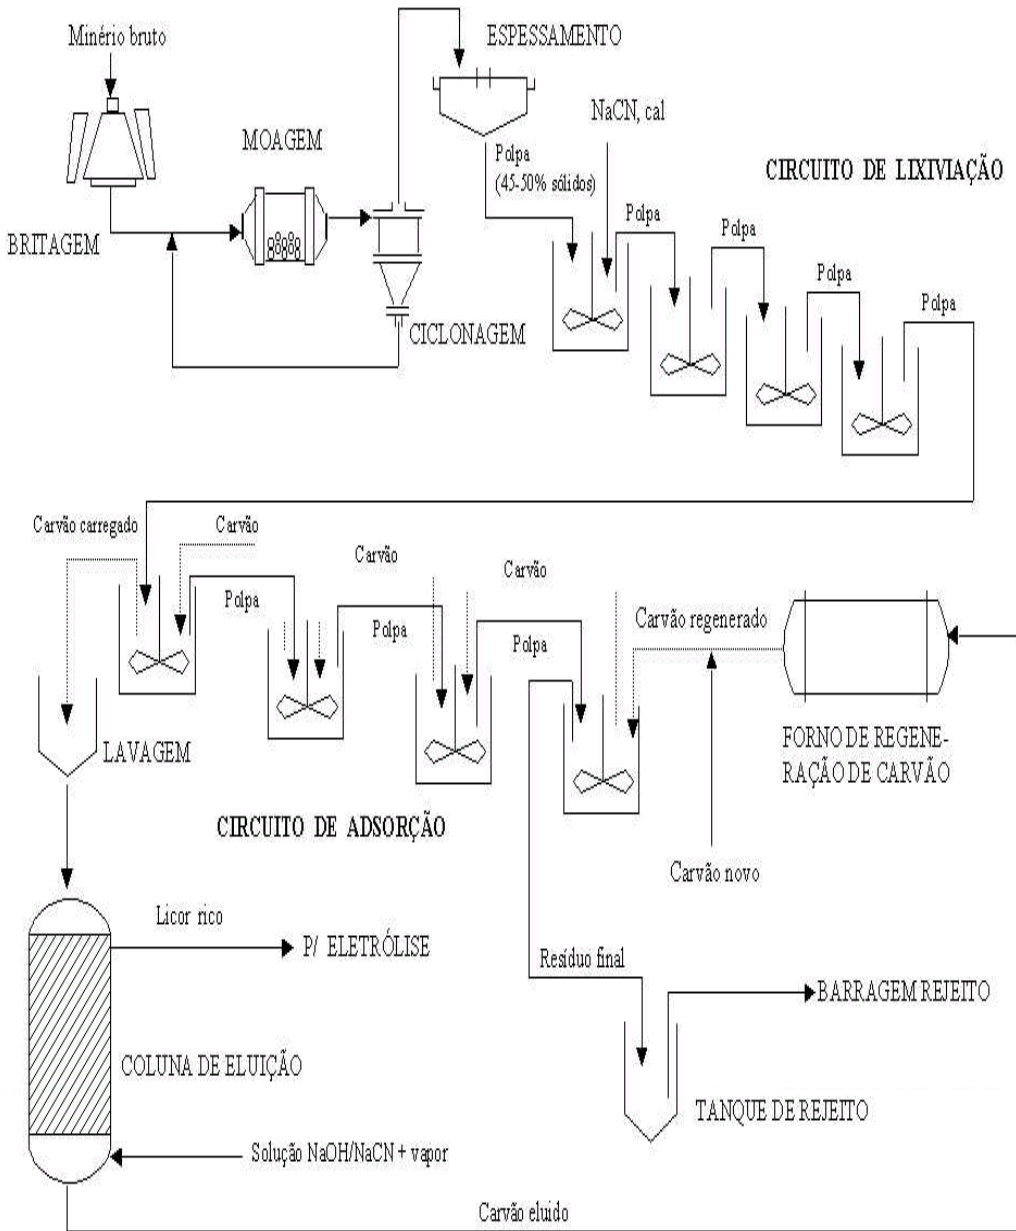 Minério bruto
ESPESSAMENTO
NaCN, cal
MOAGEM
Polpa
(45-50% sólidos)
CIRCUITO DE LIXIVIAÇÃO
BRITAGEM
Polpa
Polpa
Polpa
Polpa
CICLONAGEM
Carvão carregado
Carvão
Carvão
Carvão
Polpa
Polpa
Polpa
Carvão regenerado
LAVAGEM
FORNO DE REGENE-
RAÇÃO DE CARVÃO
CIRCUITO DE ADSORÇÃO
Carvão novo
Licor rico
P/ ELETRÓLISE
Resíduo final
BARRAGEM REJEITO
COLUNA DE ELUIÇÃO
TANQUE DE REJEITO
Solução NaOH/NaCN + vapor
Carvão eluido